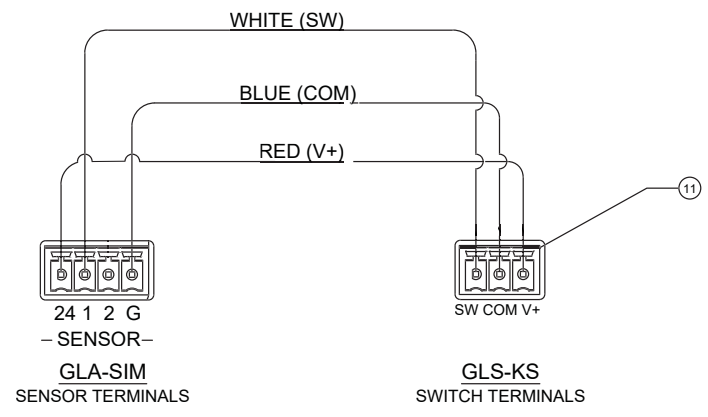 WHITE (SW)
BLUE (COM)
RED (V+)
11
24 1 2 G
– SENSOR–
SW COM V+
GLA-SIM
SENSOR TERMINALS
GLS-KS
SWITCH TERMINALS